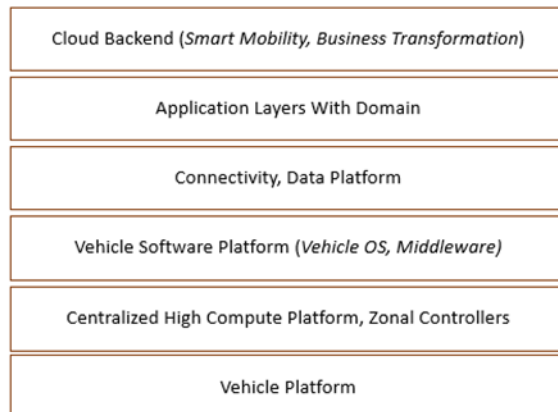 Cloud Backend (Smart Mobility, Business Transformation)
Application Layers With Domain
Connectivity, Data Platform
Vehicle Software Platform (Vehicle OS, Middleware)
Centralized High Compute Platform, Zonal Controllers
Vehicle Platform